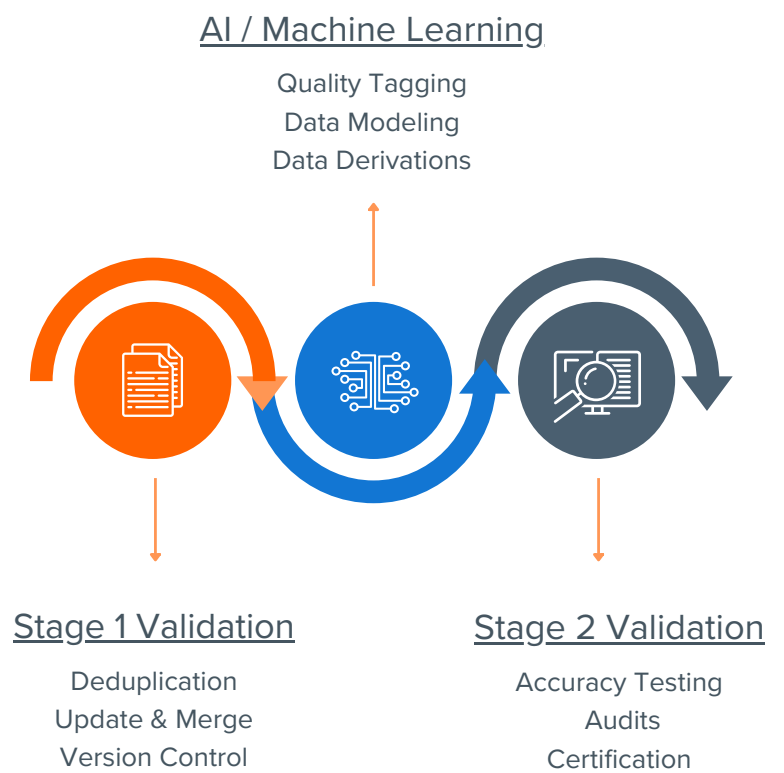 AI / Machine Learning
Quality Tagging
Data Modeling
Data Derivations
Stage 1 Validation
Deduplication
Update & Merge
Version Control
Stage 2 Validation
Accuracy Testing
Audits
Certification